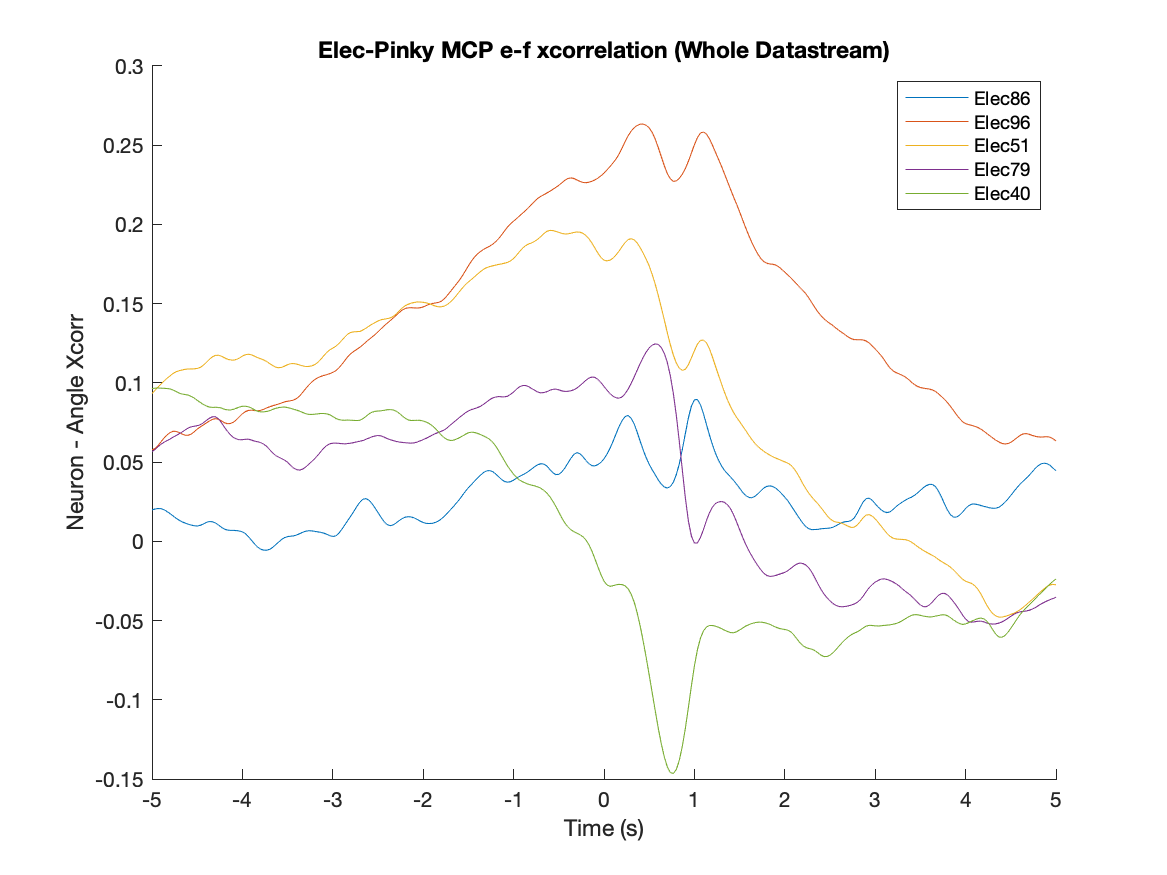 Elec-Pinky MCP e-f xcorrelation (Whole Datastream)
0.3
0.25
0.2
0.15
0.1
0.05
0
-0.05
-0.1
-0.15
Neuron - Angle Xcorr
Elec86
Elec96
Elec51
Elec79
Elec40
-5 -4 -3 -2 -1 0 1 2 3 4 5
Time (s)